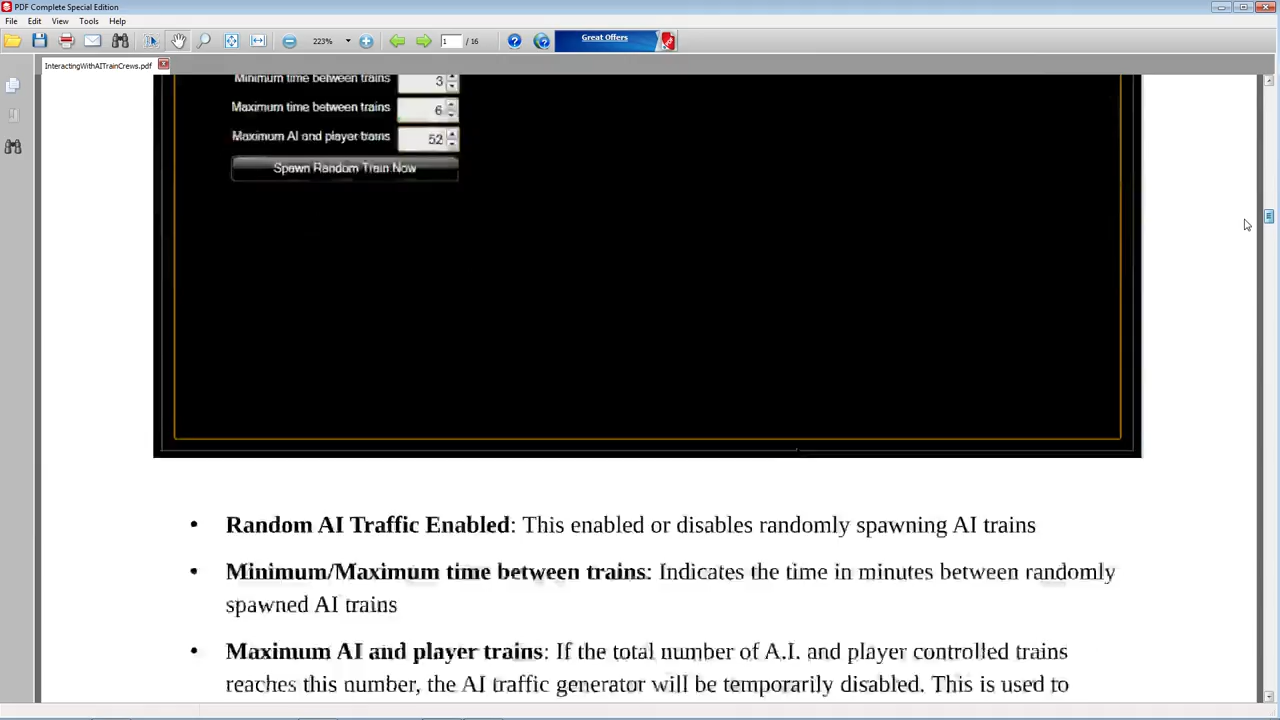 PDF Complete Special Edition
File Edit View Tools Help
223% 1 / 16 Great Offers
InteractingWithAITrainCrews.pdf
Minimum time between trains 3
Maximum time between trains 6
Maximum AI and player trains 52
Spawn Random Train Now
• Random AI Traffic Enabled: This enabled or disables randomly spawning AI trains
• Minimum/Maximum time between trains: Indicates the time in minutes between randomly
spawned AI trains
• Maximum AI and player trains: If the total number of A.I. and player controlled trains
reaches this number, the AI traffic generator will be temporarily disabled. This is used to